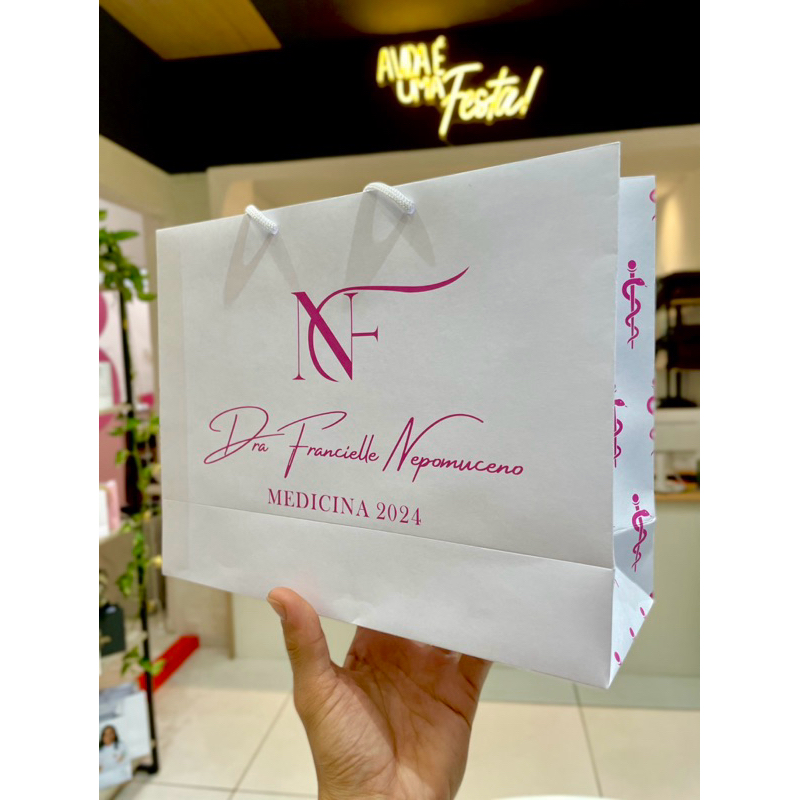 A VIDA É
UMA Festa!
NF
Dra Francielle Nepomuceno
MEDICINA 2024